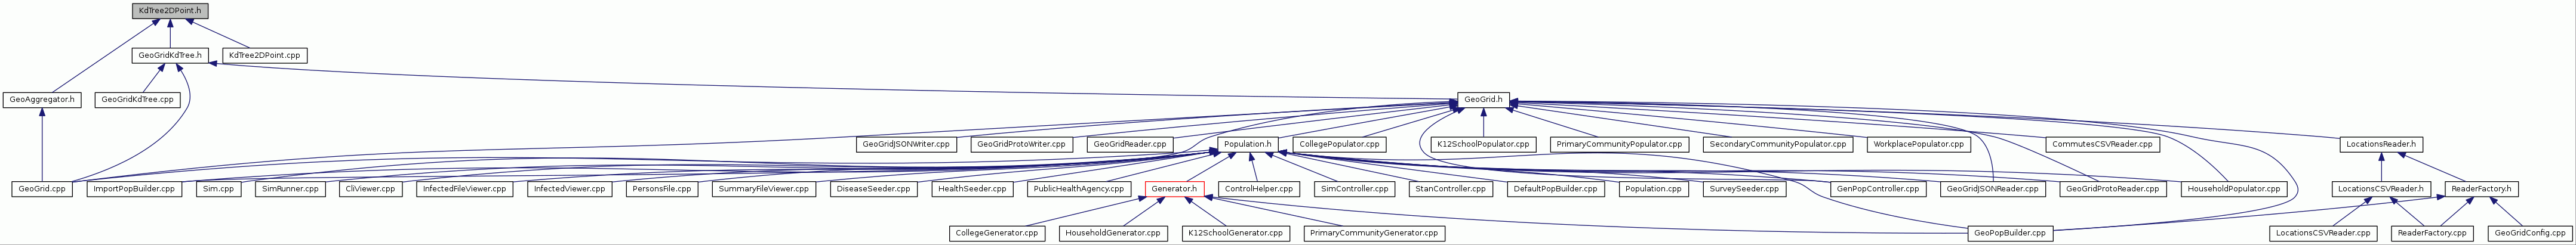 KdTree2DPoint.h
GeoGridKdTree.h
KdTree2DPoint.cpp
GeoAggregator.h
GeoGridKdTree.cpp
GeoGrid.h
GeoGridJSONWriter.cpp
GeoGridProtoWriter.cpp
GeoGridReader.cpp
Population.h
CollegePopulator.cpp
K12SchoolPopulator.cpp
PrimaryCommunityPopulator.cpp
SecondaryCommunityPopulator.cpp
WorkplacePopulator.cpp
CommutesCSVReader.cpp
LocationsReader.h
GeoGrid.cpp
ImportPopBuilder.cpp
Sim.cpp
SimRunner.cpp
CliViewer.cpp
InfectedFileViewer.cpp
InfectedViewer.cpp
PersonsFile.cpp
SummaryFileViewer.cpp
DiseaseSeeder.cpp
HealthSeeder.cpp
PublicHealthAgency.cpp
Generator.h
ControlHelper.cpp
SimController.cpp
StanController.cpp
DefaultPopBuilder.cpp
Population.cpp
SurveySeeder.cpp
GenPopController.cpp
GeoGridJSONReader.cpp
GeoGridProtoReader.cpp
HouseholdPopulator.cpp
LocationsCSVReader.h
ReaderFactory.h
CollegeGenerator.cpp
HouseholdGenerator.cpp
K12SchoolGenerator.cpp
PrimaryCommunityGenerator.cpp
GeoPopBuilder.cpp
LocationsCSVReader.cpp
ReaderFactory.cpp
GeoGridConfig.cpp